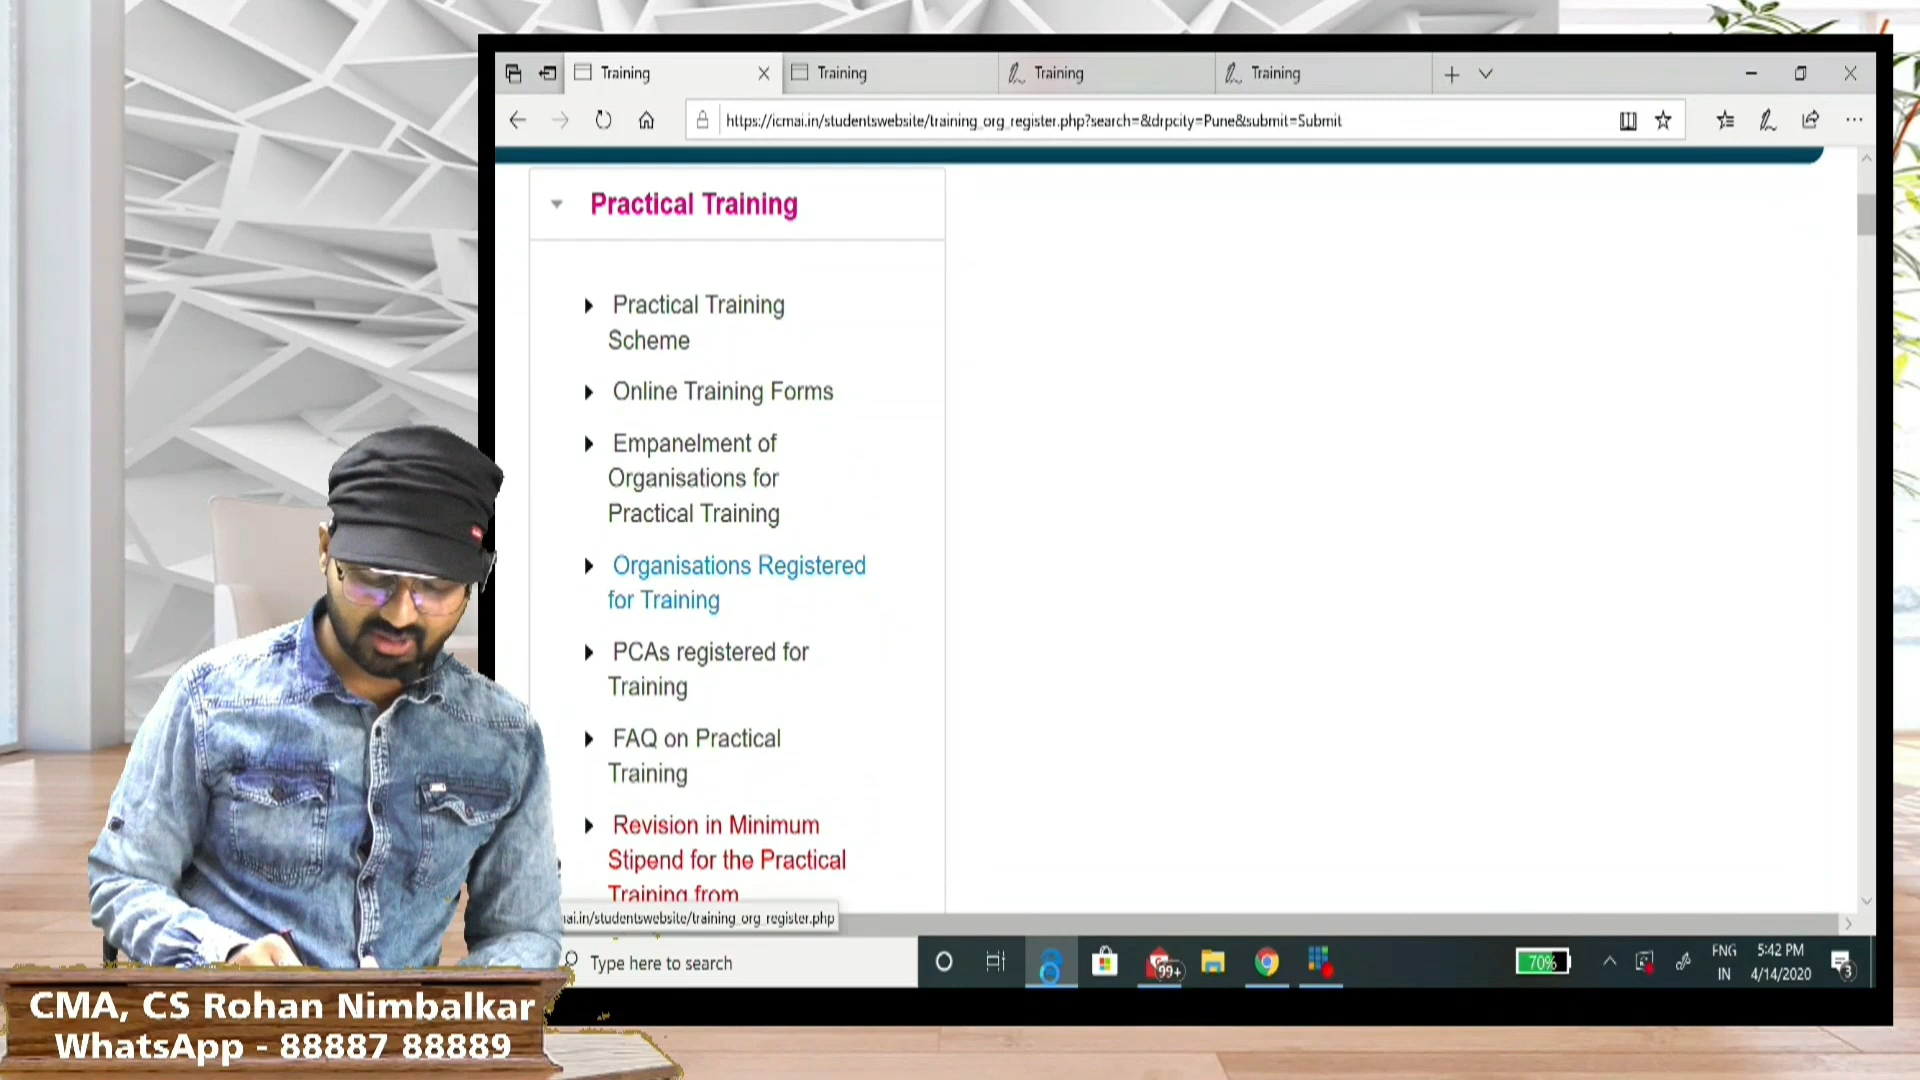 Training
Training
Training
Training
https://icmai.in/studentswebsite/training_org_register.php?search=&drpcity=Pune&submit=Submit
Practical Training
Practical Training
Scheme
Online Training Forms
Empanelment of
Organisations for
Practical Training
Organisations Registered
for Training
PCAs registered for
Training
FAQ on Practical
Training
Revision in Minimum
Stipend for the Practical
Training from
ai.in/studentswebsite/training_org_register.php
Type here to search
99+
70%
ENG
IN
5:42 PM
4/14/2020
3
CMA, CS Rohan Nimbalkar
WhatsApp - 88887 88889